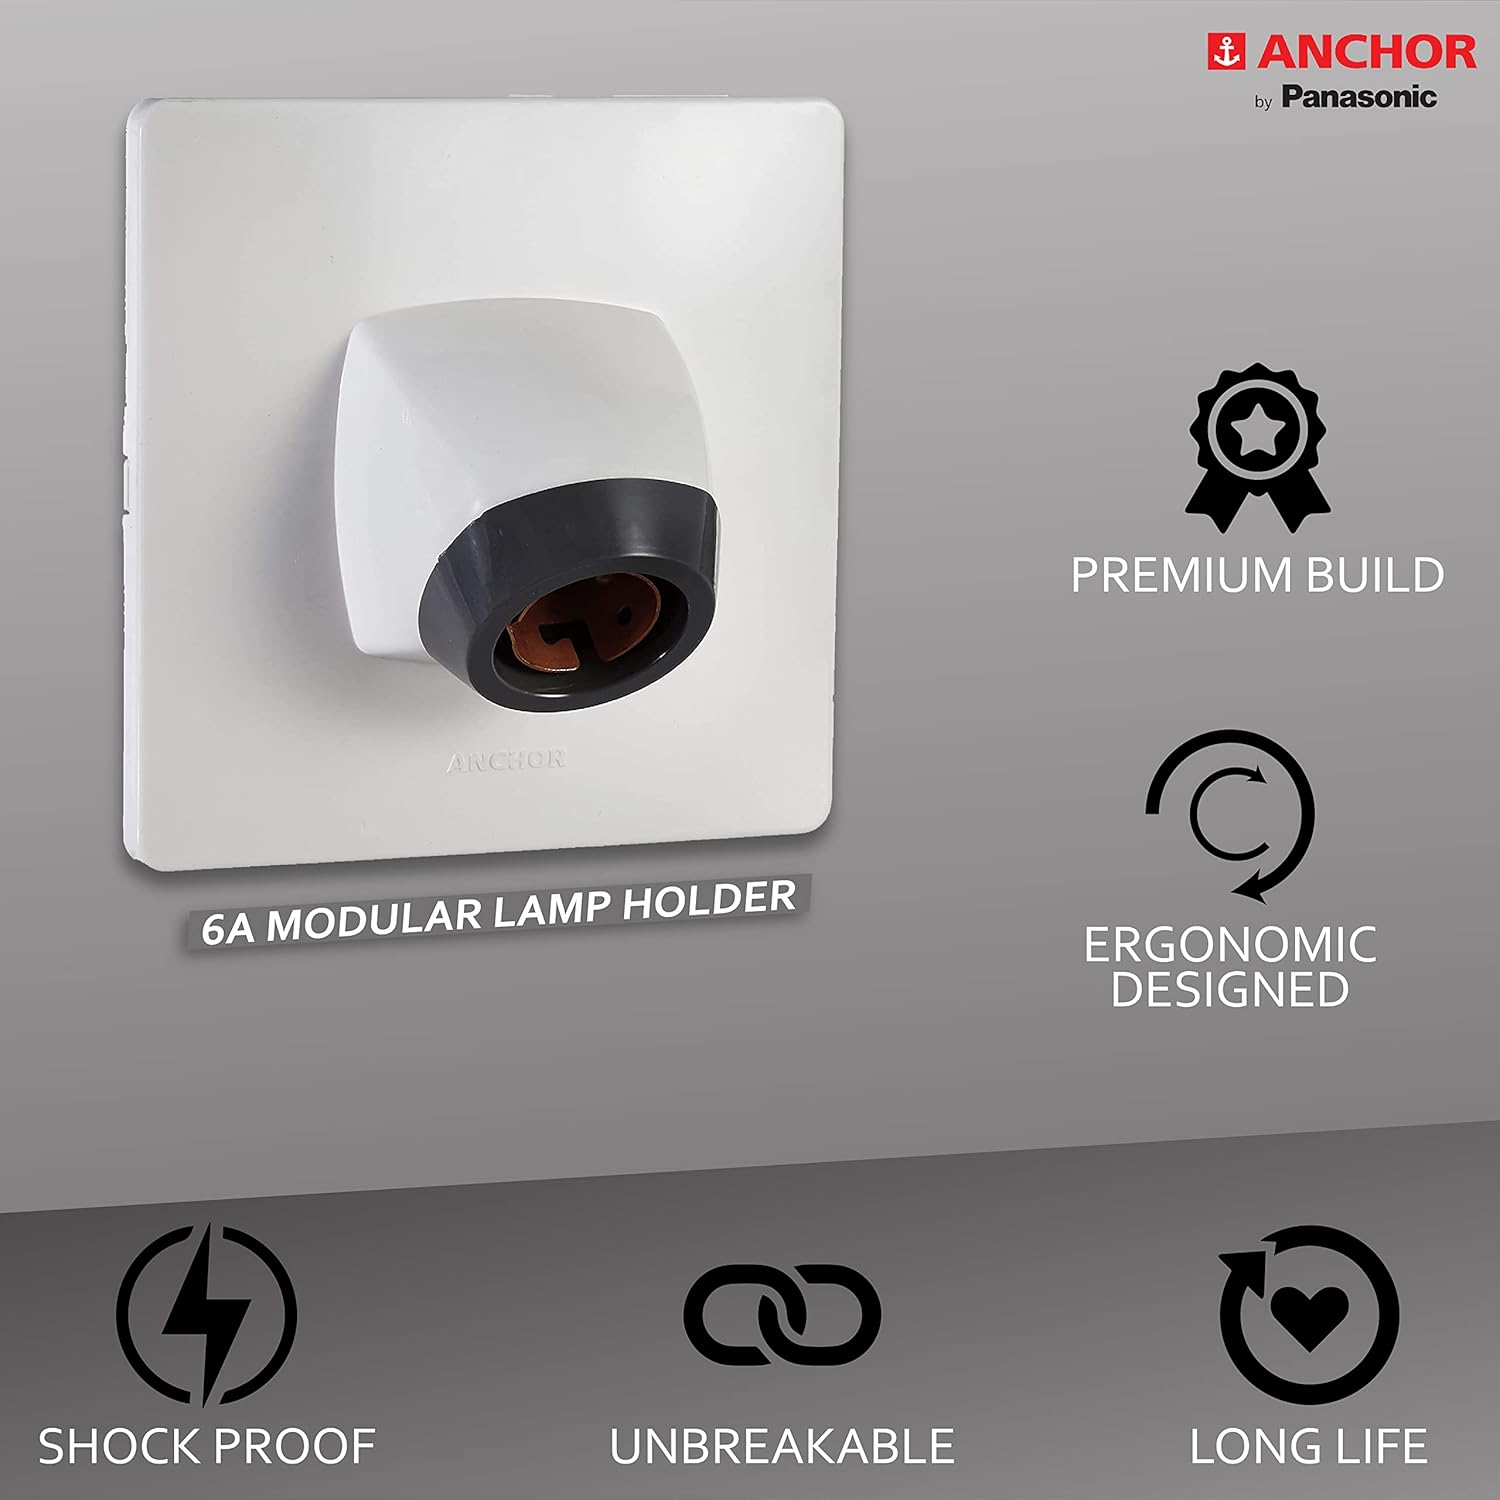 ANCHOR
by Panasonic
ANCHOR
6A MODULAR LAMP HOLDER
PREMIUM BUILD
ERGONOMIC
DESIGNED
SHOCK PROOF
UNBREAKABLE
LONG LIFE